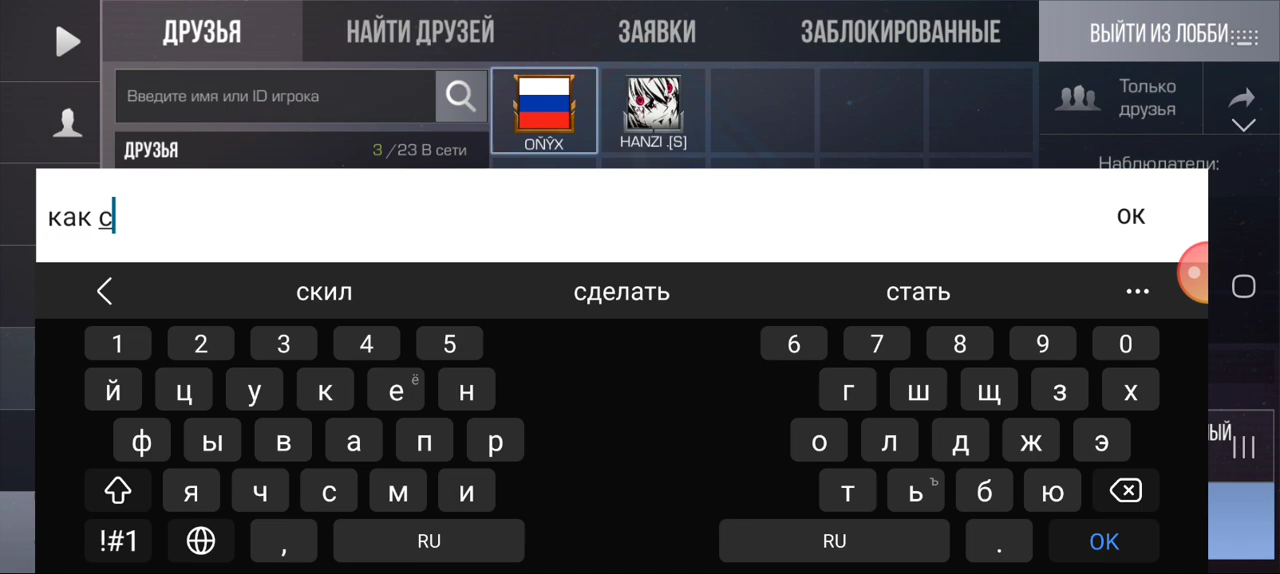 ДРУЗЬЯ НАЙТИ ДРУЗЕЙ ЗАЯВКИ ЗАБЛОКИРОВАННЫЕ ВЫЙТИ ИЗ ЛОББИ
Введите имя или ID игрока
Только
друзья
ДРУЗЬЯ 3 /23 В сети
OŇŶX
HANZI .[S]
Наблюдатели:
как с
ОК
скил сделать стать ...
1 2 3 4 5 6 7 8 9 0
й ц у к е ё н г ш щ з х
ф ы в а п р о л д ж э
ЫЙ
я ч с м и т ь ъ б ю
!#1 , RU RU . OK